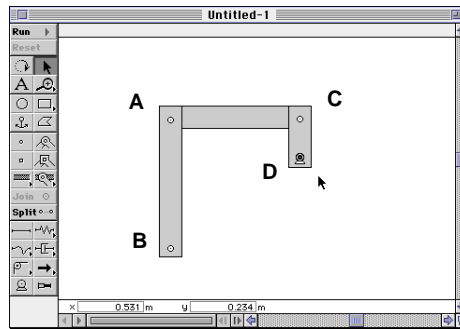 Untitled-1
Run
Reset
A
A C
D
B
Join
Split
× 0.531 m y 0.234 m